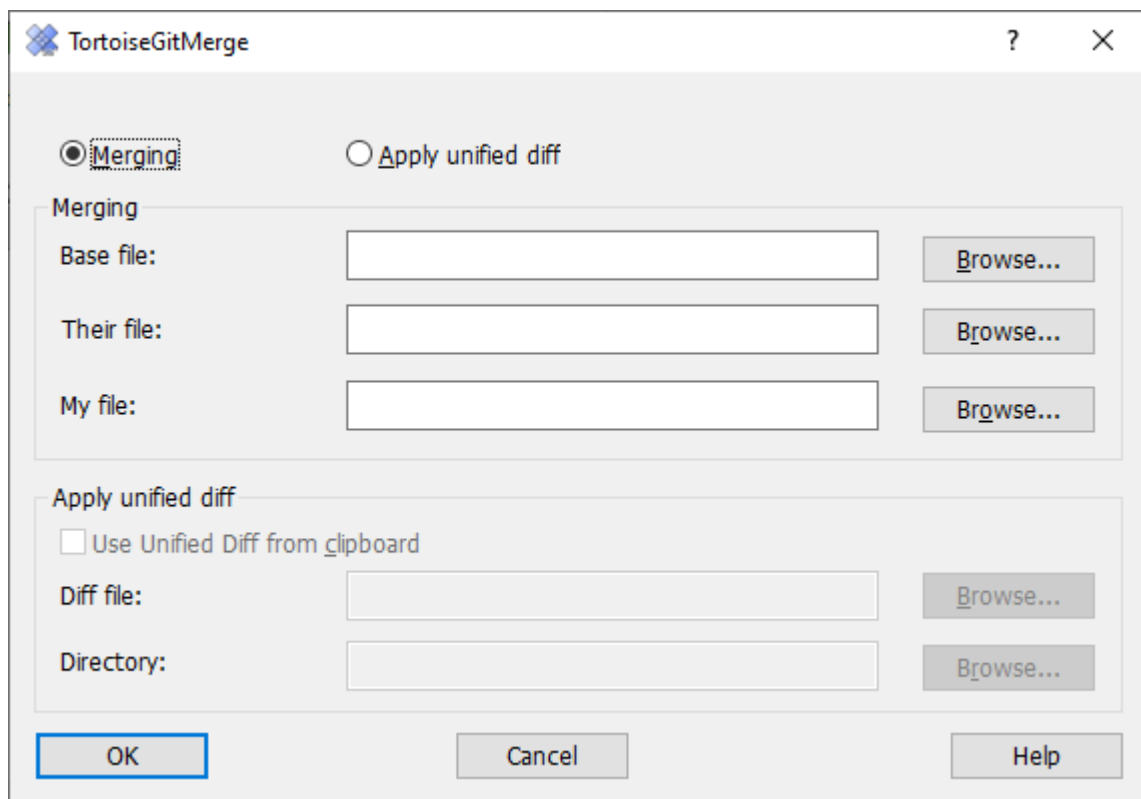 TortoiseGitMerge ?
Merging Apply unified diff
Merging
Base file: Browse...
Their file: Browse...
My file: Browse...
Apply unified diff
Use Unified Diff from clipboard
Diff file: Browse...
Directory: Browse...
OK Cancel Help